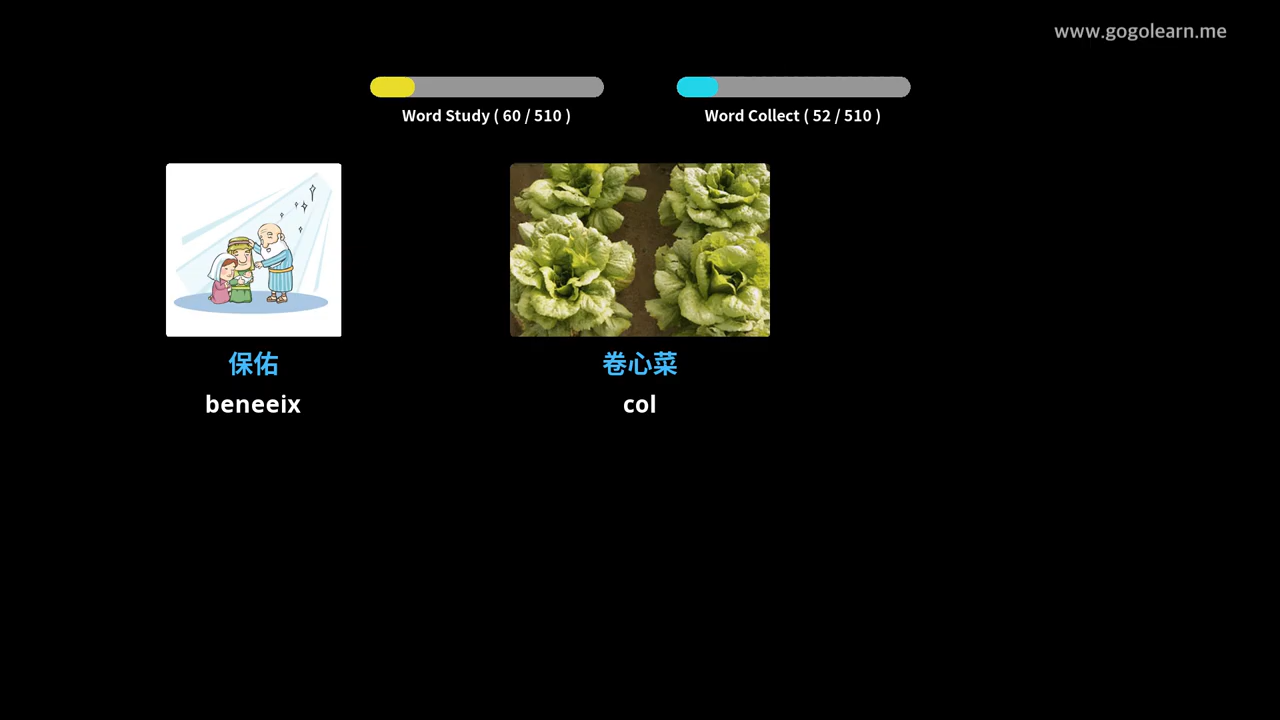 www.gogolearn.me
Word Study ( 60 / 510 )
Word Collect ( 52 / 510 )
保佑
beneeix
卷心菜
col